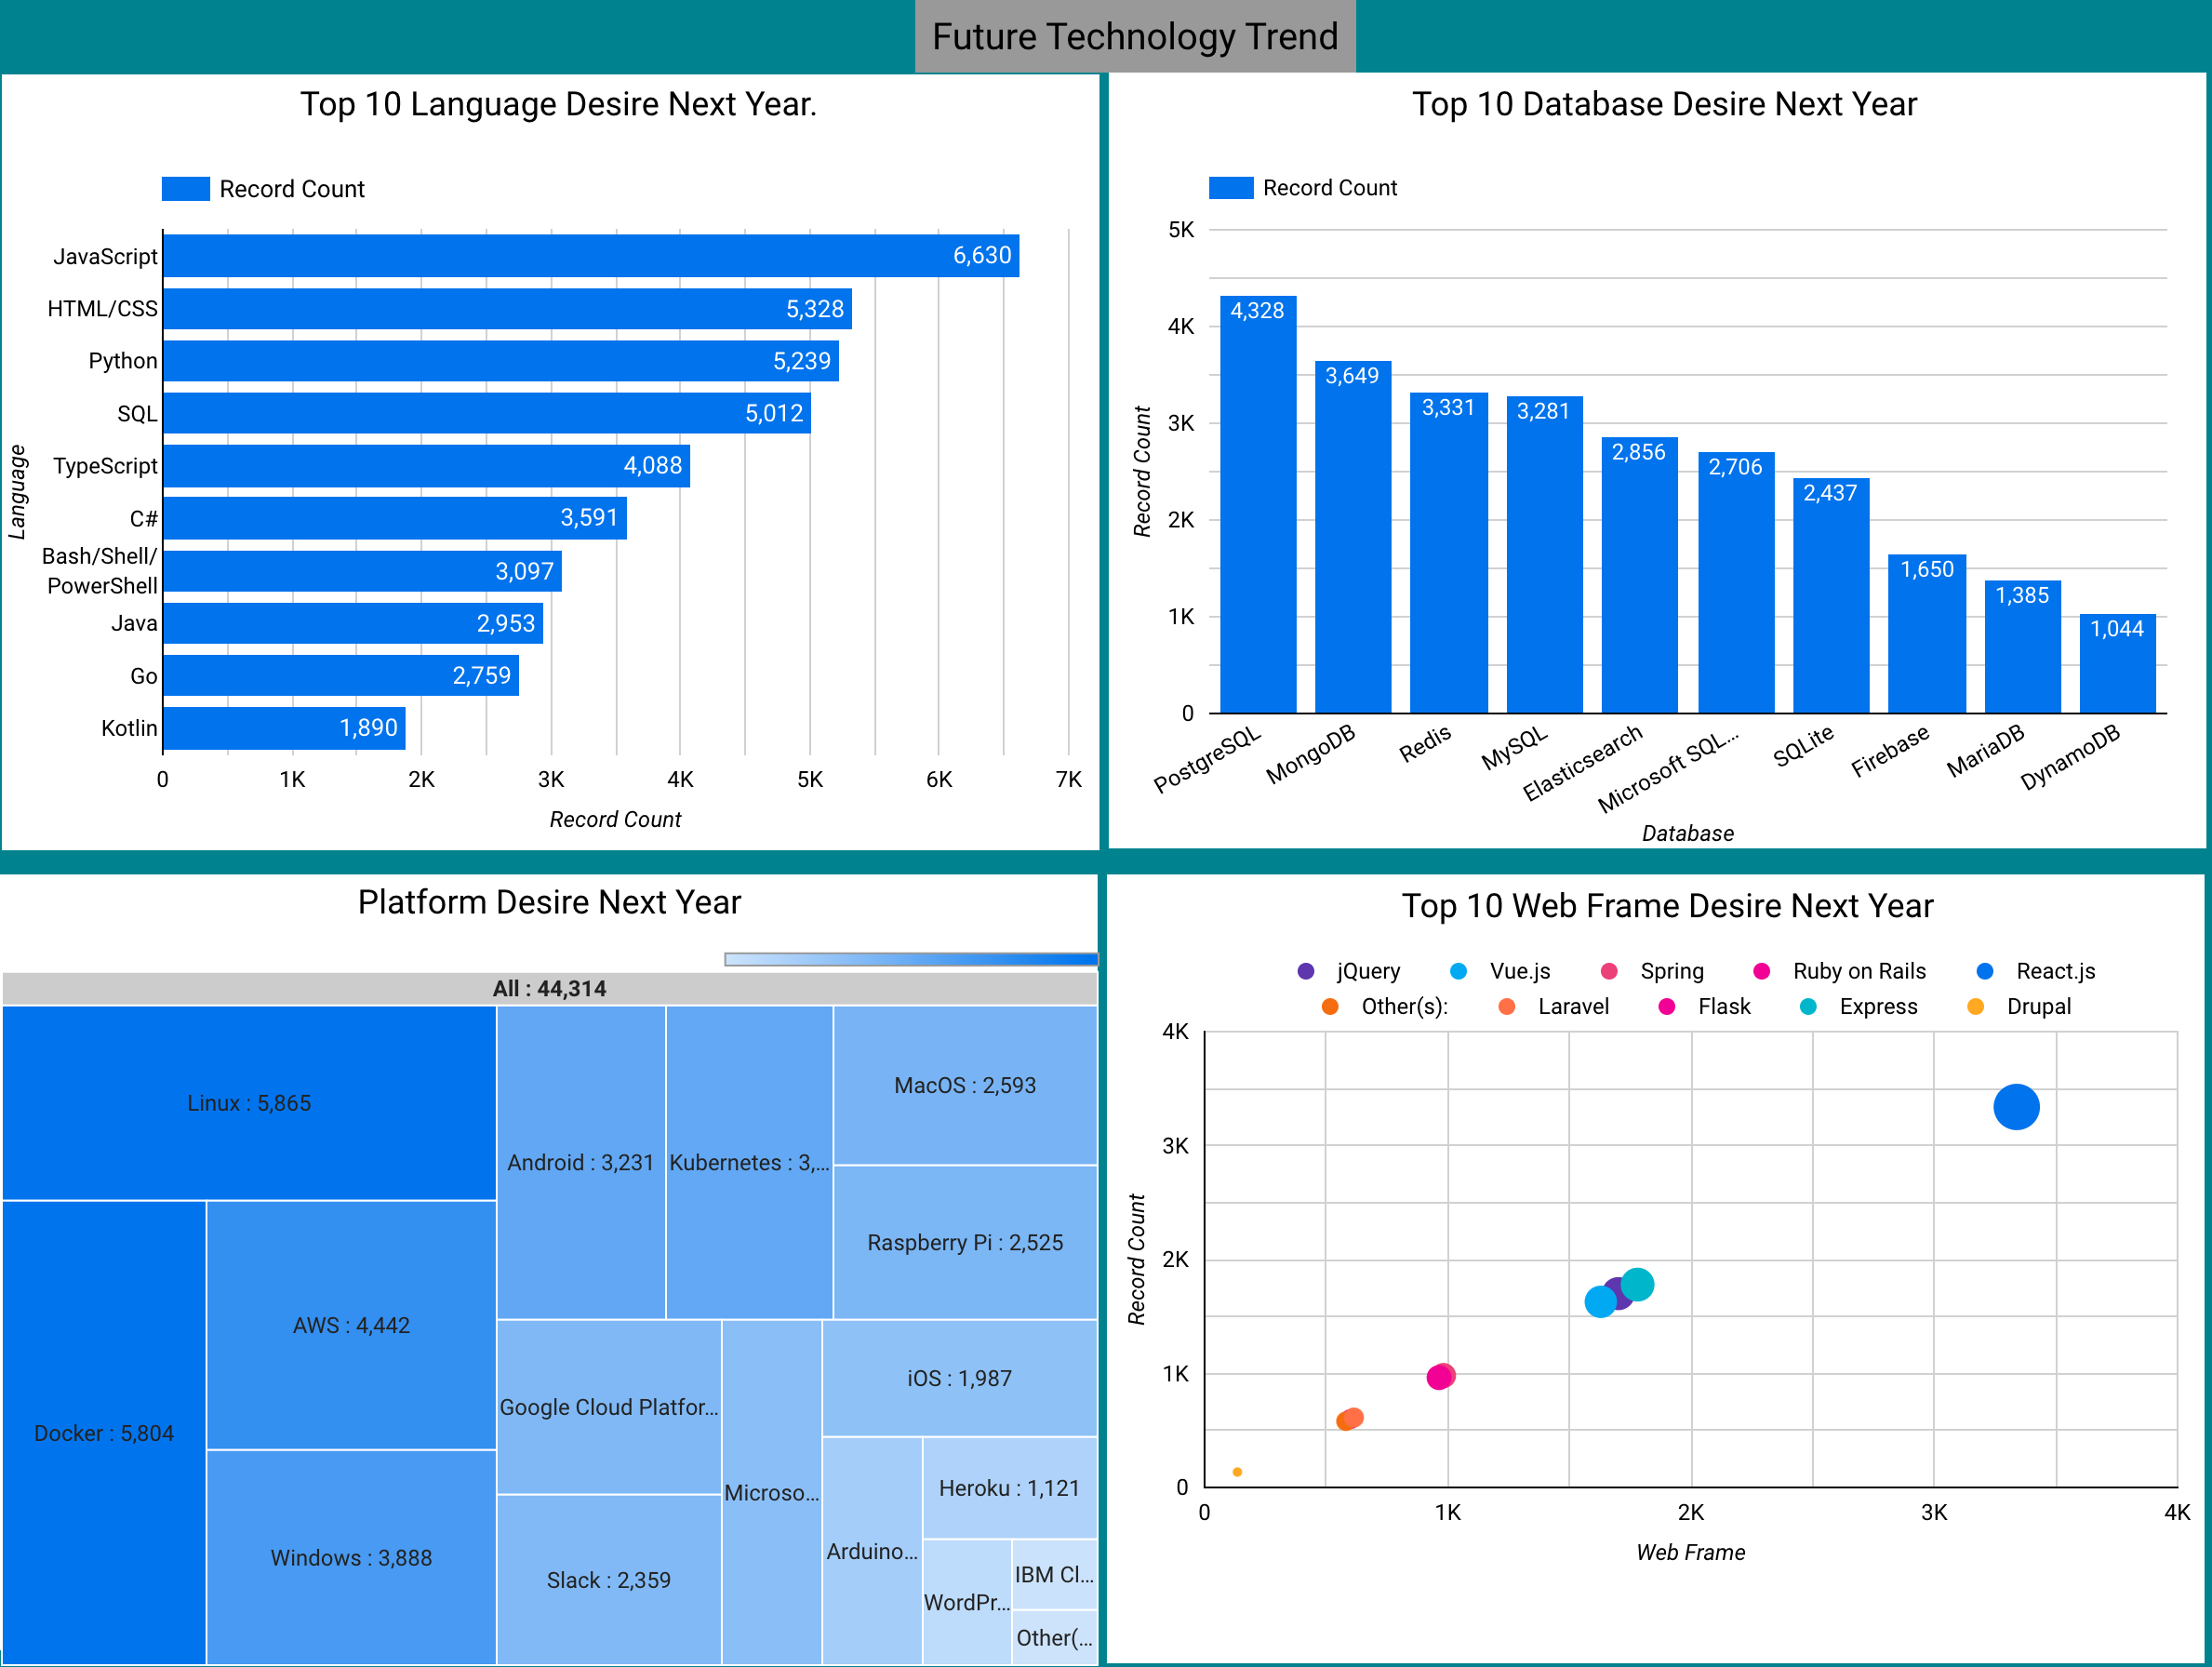 Future Technology Trend
Top 10 Language Desire Next Year.
Record Count
Language
JavaScript 6,630
HTML/CSS 5,328
Python 5,239
SQL 5,012
TypeScript 4,088
C# 3,591
Bash/Shell/
PowerShell 3,097
Java 2,953
Go 2,759
Kotlin 1,890
0 1K 2K 3K 4K 5K 6K 7K
Record Count
Top 10 Database Desire Next Year
Record Count
Record Count
5K
4K
3K
2K
1K
0
4,328 3,649 3,331 3,281 2,856 2,706 2,437 1,650 1,385 1,044
PostgreSQL MongoDB Redis MySQL Elasticsearch Microsoft SQL... SQLite Firebase MariaDB DynamoDB
Database
Platform Desire Next Year
All : 44,314
Linux : 5,865
Docker : 5,804
AWS : 4,442
Windows : 3,888
Android : 3,231
Kubernetes : 3,...
MacOS : 2,593
Raspberry Pi : 2,525
Google Cloud Platfor...
Slack : 2,359
Microso...
iOS : 1,987
Arduino...
Heroku : 1,121
WordPr...
IBM Cl...
Other(...
Top 10 Web Frame Desire Next Year
jQuery Vue.js Spring Ruby on Rails React.js
Other(s): Laravel Flask Express Drupal
Record Count
4K
3K
2K
1K
0
0 1K 2K 3K 4K
Web Frame